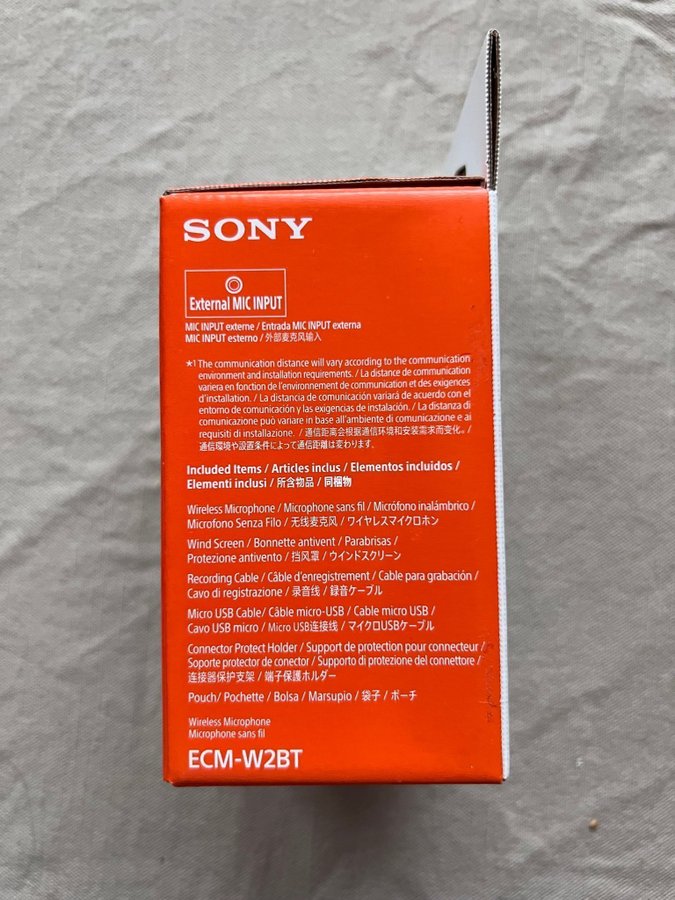 SONY
External MIC INPUT
MIC INPUT externe / Entrada MIC INPUT externa
MIC INPUT esterno / 外部麦克风输入
*1 The communication distance will vary according to the communication
environment and installation requirements. / La distance de communication
variera en fonction de l'environnement de communication et des exigences
d'installation. / La distancia de comunicación variará de acuerdo con el
entorno de comunicación y las exigencias de instalación. / La distanza di
comunicazione può variare in base all'ambiente di comunicazione e ai
requisiti di installazione. / 通信距离会根据通信环境和安装需求而变化。/
通信環境や設置条件によって通信距離は変わります.
Included Items / Articles inclus / Elementos incluidos /
Elementi inclusi / 所含物品 / 同梱物
Wireless Microphone / Microphone sans fil / Micrófono inalámbrico /
Microfono Senza Filo / 无线麦克风 / ワイヤレスマイクロホン
Wind Screen / Bonnette antivent / Parabrisas /
Protezione antivento / 挡风罩 / ウインドスクリーン
Recording Cable / Câble d'enregistrement / Cable para grabación /
Cavo di registrazione / 录音线 / 録音ケーブル
Micro USB Cable/ Câble micro-USB / Cable micro USB /
Cavo USB micro / Micro USB连接线 / マイクロUSBケーブル
Connector Protect Holder / Support de protection pour connecteur /
Soporte protector de conector / Supporto di protezione del connettore /
连接器保护支架 / 端子保護ホルダー
Pouch/ Pochette / Bolsa / Marsupio / 袋子 / ポーチ
Wireless Microphone
Microphone sans fil
ECM-W2BT